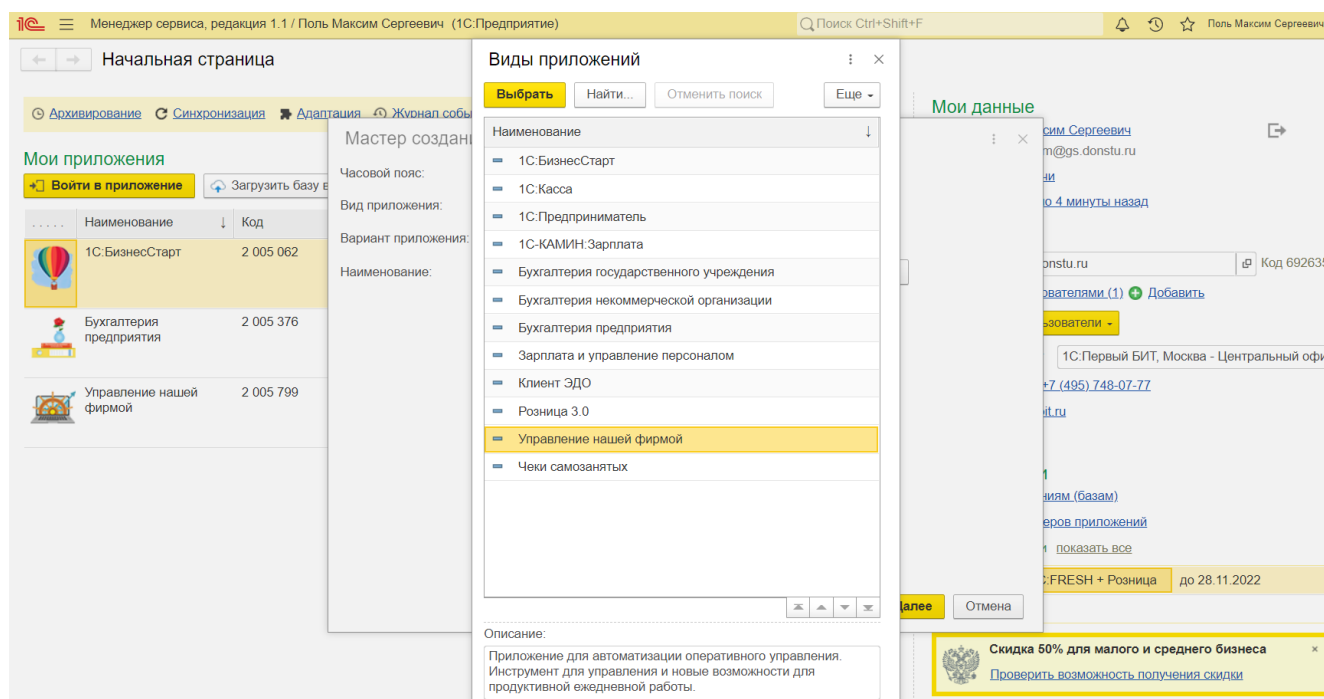 Менеджер сервиса, редакция 1.1 / Поль Максим Сергеевич (1С:Предприятие)
Поиск Ctrl+Shift+F
Поль Максим Сергеевич
Начальная страница
Архивирование Синхронизация Адаптация Журнал собы
Мои приложения
Войти в приложение
Загрузить базу в
Наименование ↓ Код
1С:БизнесСтарт 2 005 062
Бухгалтерия предприятия 2 005 376
Управление нашей фирмой 2 005 799
Мастер создани
Часовой пояс:
Вид приложения:
Вариант приложения:
Наименование:
Виды приложений
Выбрать
Найти...
Отменить поиск
Еще
Наименование ↓
1С:БизнесСтарт
1С:Касса
1С:Предприниматель
1С-КАМИН:Зарплата
Бухгалтерия государственного учреждения
Бухгалтерия некоммерческой организации
Бухгалтерия предприятия
Зарплата и управление персоналом
Клиент ЭДО
Розница 3.0
Управление нашей фирмой
Чеки самозанятых
Описание:
Приложение для автоматизации оперативного управления.
Инструмент для управления и новые возможности для
продуктивной ежедневной работы.
Далее
Отмена
Мои данные
сим Сергеевич
m@gs.donstu.ru
чи
о 4 минуты назад
onstu.ru
Код 69263
ователями (1) Добавить
ьзователи
1С:Первый БИТ, Москва - Центральный офи
+7 (495) 748-07-77
it.ru
ниям (базам)
еров приложений
показать все
C:FRESH + Розница до 28.11.2022
Скидка 50% для малого и среднего бизнеса
Проверить возможность получения скидки